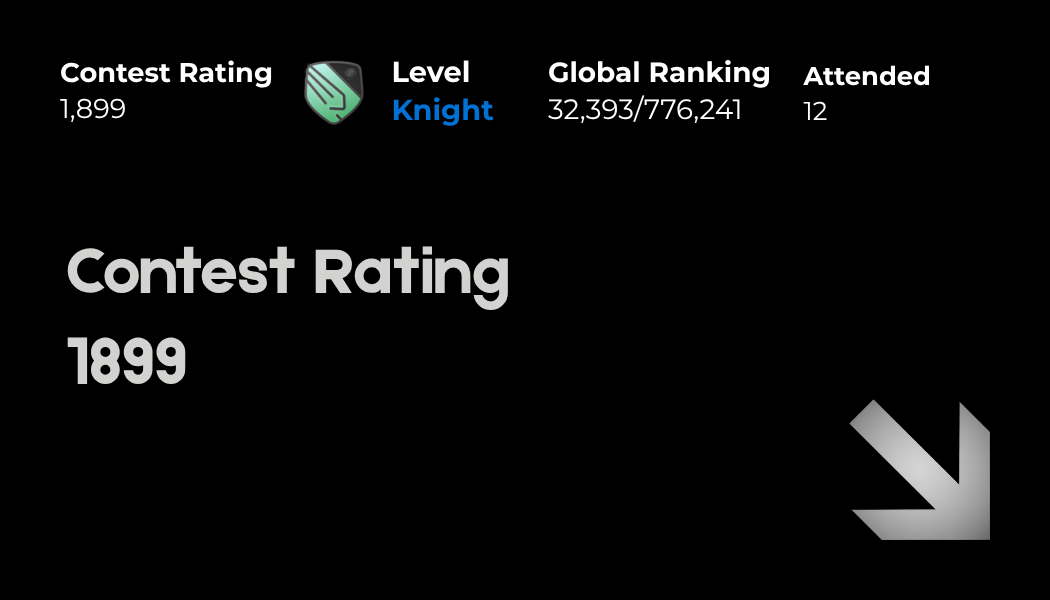 Contest Rating Level Global Ranking Attended
1,899 Knight 32,393/776,241 12
Contest Rating
1899